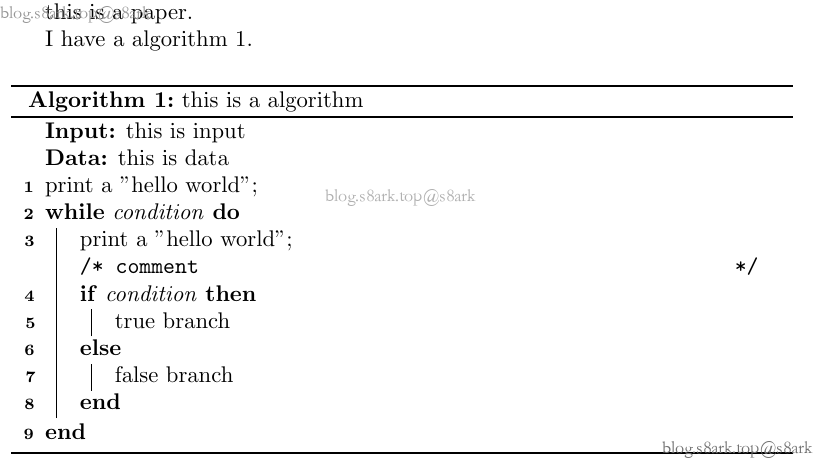 blog.s8ark.top@s8ark
this is a paper.
I have a algorithm 1.
Algorithm 1: this is a algorithm
Input: this is input
Data: this is data
1 print a ”hello world”;
blog.s8ark.top@s8ark
2 while condition do
3 print a ”hello world”;
/* comment */
4 if condition then
5 true branch
6 else
7 false branch
8 end
9 end
blog.s8ark.top@s8ark